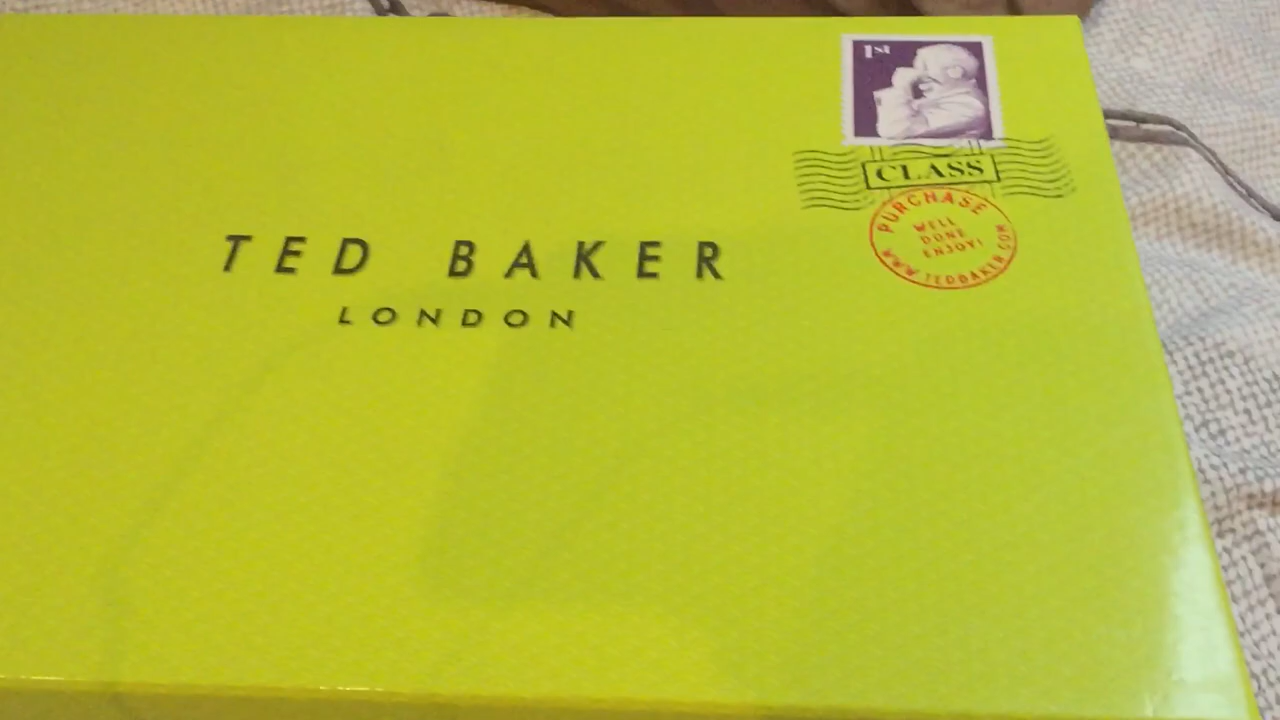 1st
CLASS
PURCHASE
WELL
DONE
ENJOY!
WWW.TEDBAKER.COM
TED BAKER
LONDON